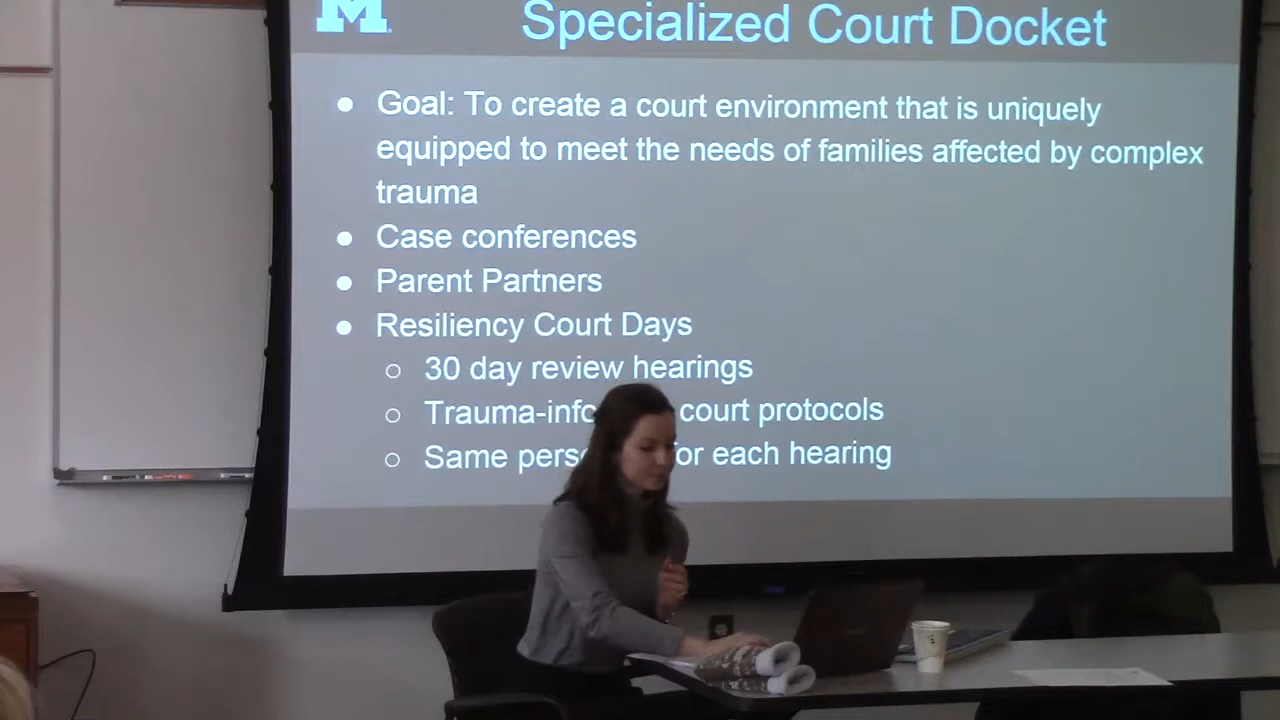 M
Specialized Court Docket
● Goal: To create a court environment that is uniquely
equipped to meet the needs of families affected by complex
trauma
● Case conferences
● Parent Partners
● Resiliency Court Days
○ 30 day review hearings
○ Trauma-info court protocols
○ Same perso for each hearing